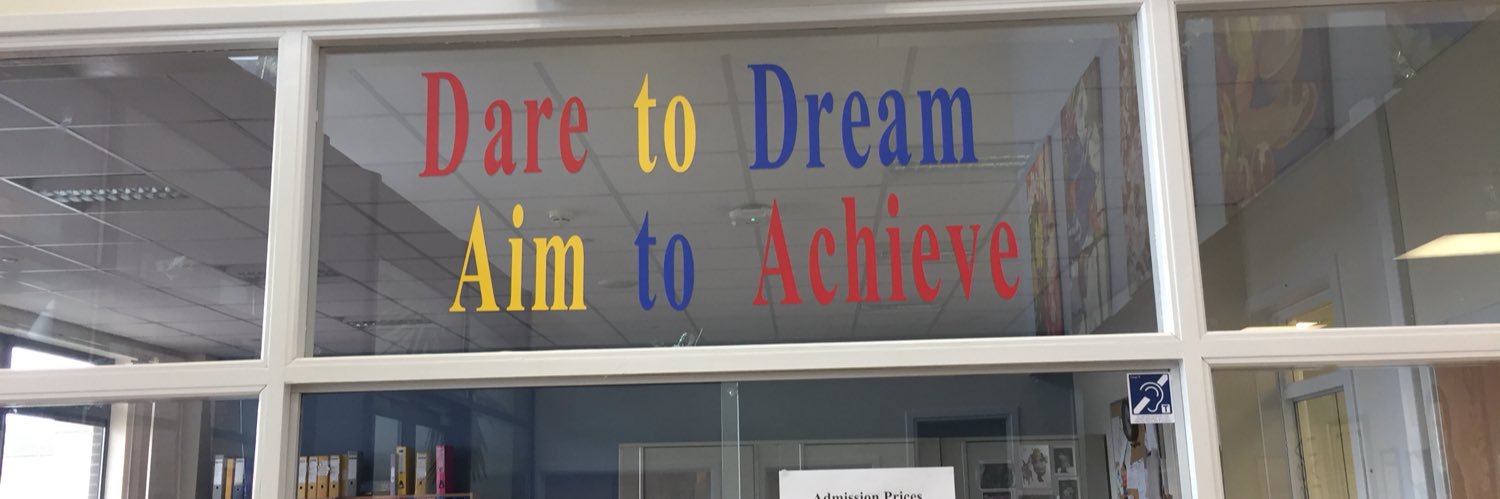 Dare to Dream
Aim to Achieve
T
Admission Prices